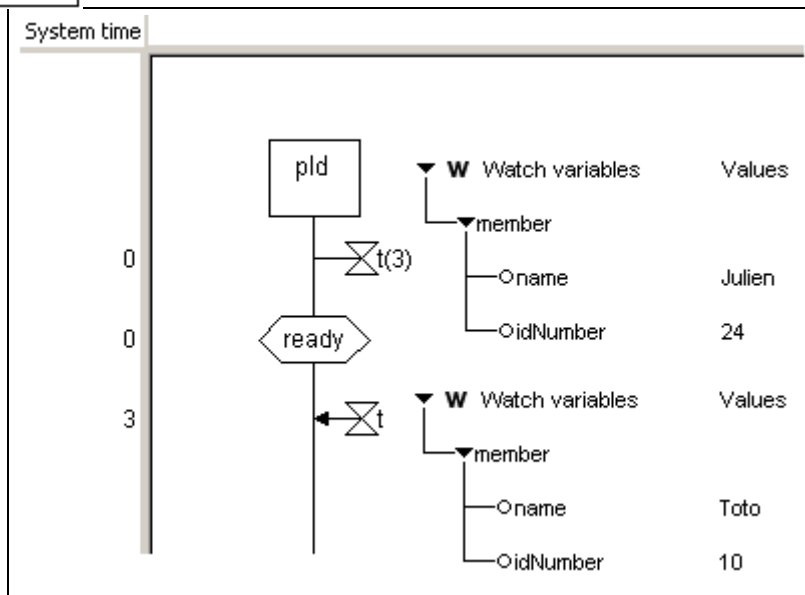 System time
pId
W Watch variables Values
member
0 t(3)
name Julien
0 ready
idNumber 24
W Watch variables Values
3 t
member
name Toto
idNumber 10